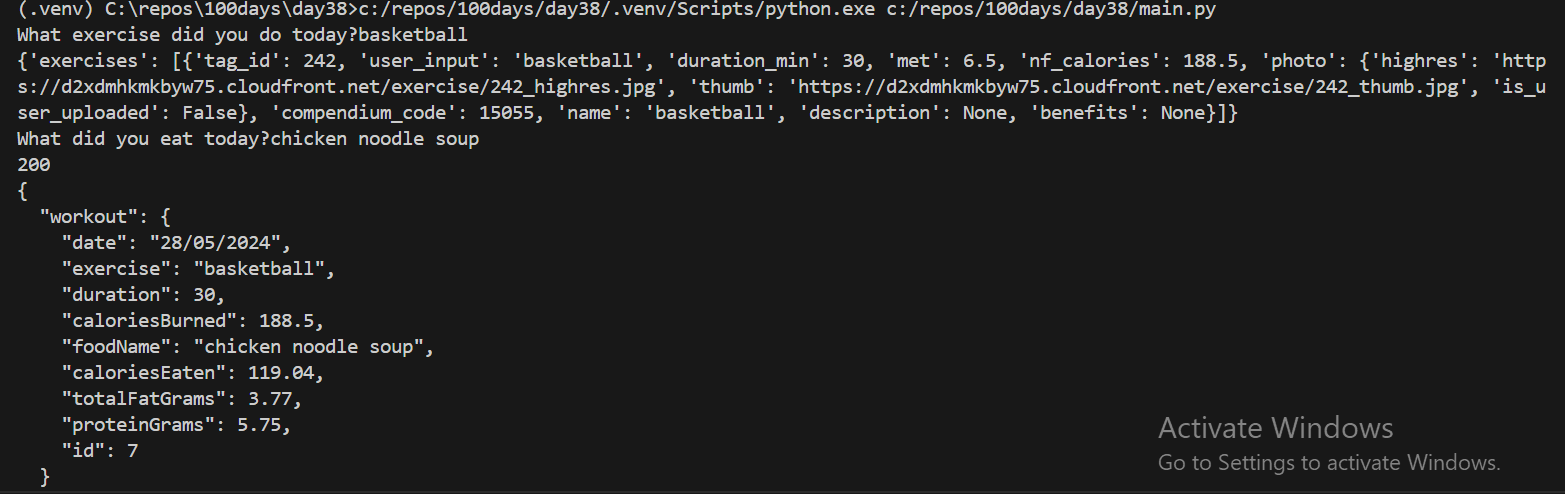 (.venv) C:\repos\100days\day38>c:/repos/100days/day38/.venv/Scripts/python.exe c:/repos/100days/day38/main.py
What exercise did you do today?basketball
{'exercises': [{'tag_id': 242, 'user_input': 'basketball', 'duration_min': 30, 'met': 6.5, 'nf_calories': 188.5, 'photo': {'highres': 'http
s://d2xdmhkmkbyw75.cloudfront.net/exercise/242_highres.jpg', 'thumb': 'https://d2xdmhkmkbyw75.cloudfront.net/exercise/242_thumb.jpg', 'is_u
ser_uploaded': False}, 'compendium_code': 15055, 'name': 'basketball', 'description': None, 'benefits': None}]}
What did you eat today?chicken noodle soup
200
{
  "workout": {
    "date": "28/05/2024",
    "exercise": "basketball",
    "duration": 30,
    "caloriesBurned": 188.5,
    "foodName": "chicken noodle soup",
    "caloriesEaten": 119.04,
    "totalFatGrams": 3.77,
    "proteinGrams": 5.75,
    "id": 7
  }
Activate Windows
Go to Settings to activate Windows.